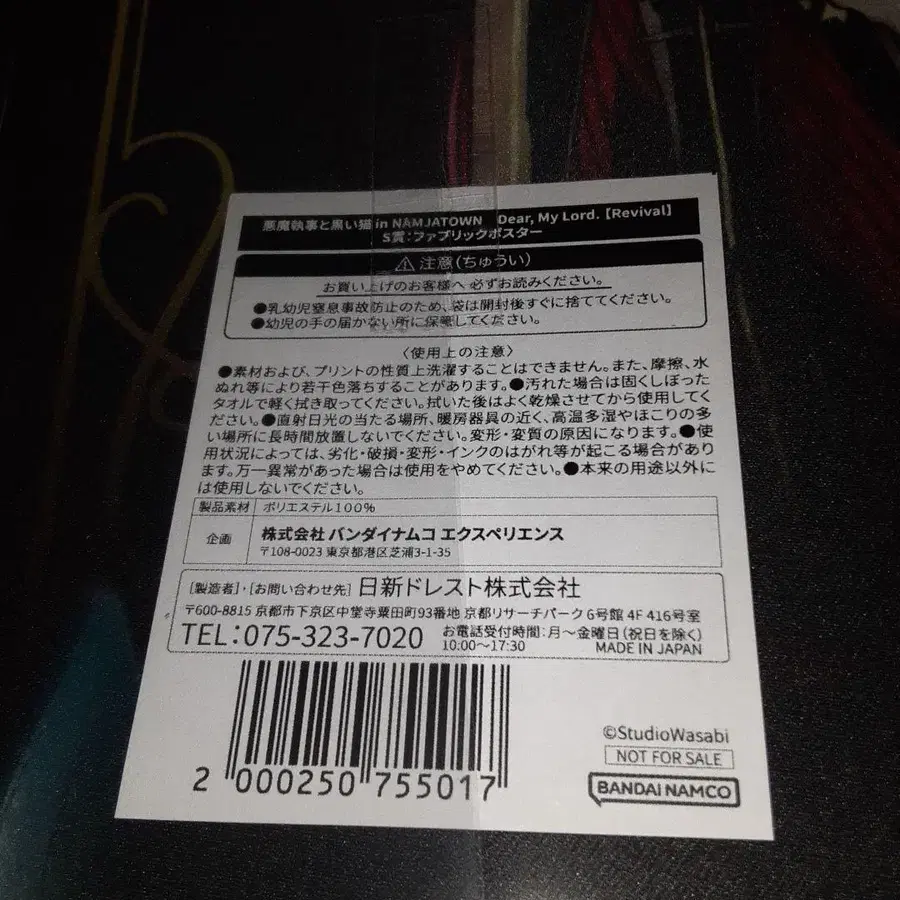 悪魔執事と黒い猫 in NAMJATOWN　Dear, My Lord.【Revival】
S賞:ファブリックポスター
⚠注意(ちゅうい)
お買い上げのお客様へ 必ずお読みください。
●乳幼児窒息事故防止のため、袋は開封後すぐに捨ててください。
●幼児の手の届かない所に保管してください。
〈使用上の注意〉
●素材および、プリントの性質上洗濯することはできません。また、摩擦、水
ぬれ等により若干色落ちすることがあります。●汚れた場合は固くしぼった
タオルで軽く拭き取ってください。拭いた後はよく乾燥させてから使用してく
ださい。●直射日光の当たる場所、暖房器具の近く、高温多湿やほこりの多
い場所に長時間放置しないでください。変形・変質の原因になります。●使
用状況によっては、劣化・破損・変形・インクのはがれ等が起こる場合があり
ます。万一異常があった場合は使用をやめてください。●本来の用途以外に
は使用しないでください。
製品素材 ポリエステル100%
企画 株式会社 バンダイナムコ エクスペリエンス
〒108-0023 東京都港区芝浦3-1-35
[製造者]・[お問い合わせ先] 日新ドレスト株式会社
〒600-8815 京都市下京区中堂寺粟田町93番地 京都リサーチパーク 6号館 4F 416号室
TEL:075-323-7020 お電話受付時間:月〜金曜日(祝日を除く)
10:00〜17:30 MADE IN JAPAN
©StudioWasabi
NOT FOR SALE
BANDAI NAMCO
2 000250 755017